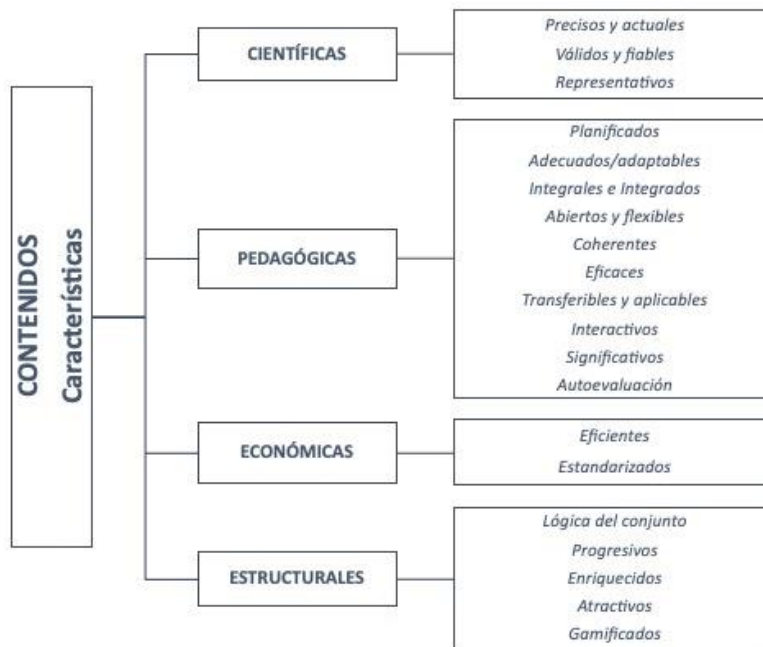 CONTENIDOS
Características
CIENTÍFICAS
Precisos y actuales
Válidos y fiables
Representativos
PEDAGÓGICAS
Planificados
Adecuados/adaptables
Integrales e Integrados
Abiertos y flexibles
Coherentes
Eficaces
Transferibles y aplicables
Interactivos
Significativos
Autoevaluación
ECONÓMICAS
Eficientes
Estandarizados
ESTRUCTURALES
Lógica del conjunto
Progresivos
Enriquecidos
Atractivos
Gamificados